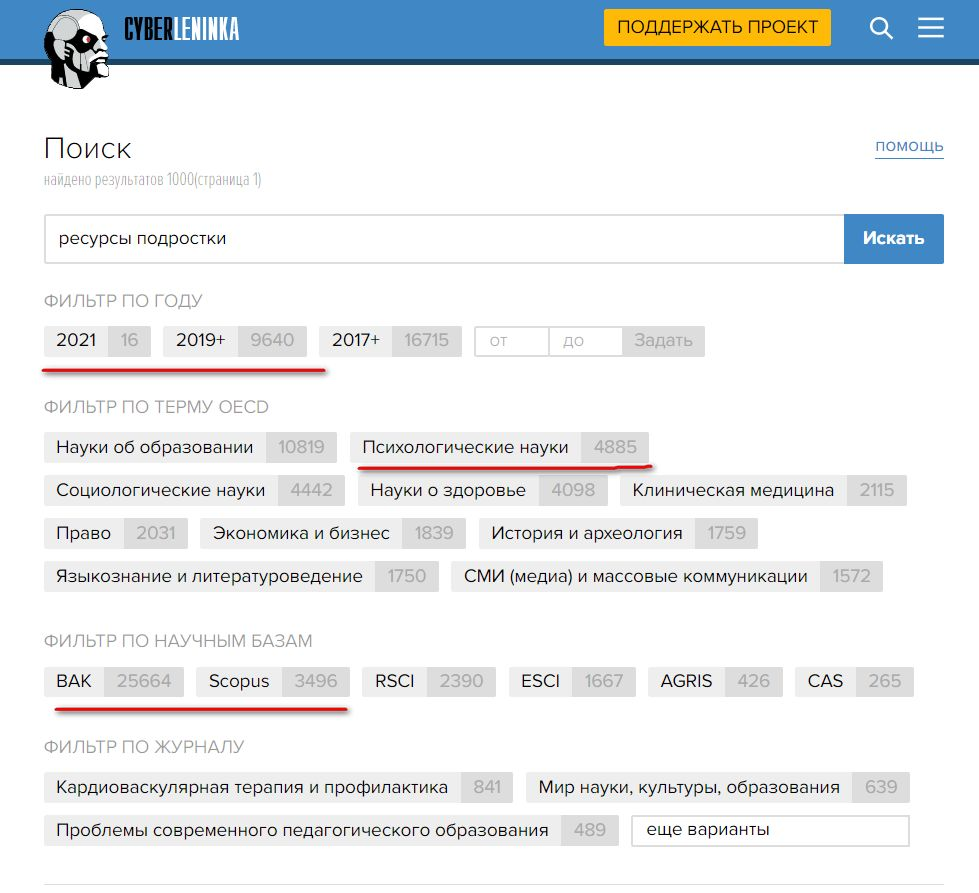 CYBERLENINKA ПОДДЕРЖАТЬ ПРОЕКТ
Поиск ПОМОЩЬ
найдено результатов 1000(страница 1)
ресурсы подростки Искать
ФИЛЬТР ПО ГОДУ
2021 16 2019+ 9640 2017+ 16715 от до Задать
ФИЛЬТР ПО ТЕРМУ OECD
Науки об образовании 10819 Психологические науки 4885
Социологические науки 4442 Науки о здоровье 4098 Клиническая медицина 2115
Право 2031 Экономика и бизнес 1839 История и археология 1759
Языкознание и литературоведение 1750 СМИ (медиа) и массовые коммуникации 1572
ФИЛЬТР ПО НАУЧНЫМ БАЗАМ
ВАК 25664 Scopus 3496 RSCI 2390 ESCI 1667 AGRIS 426 CAS 265
ФИЛЬТР ПО ЖУРНАЛУ
Кардиоваскулярная терапия и профилактика 841 Мир науки, культуры, образования 639
Проблемы современного педагогического образования 489 еще варианты